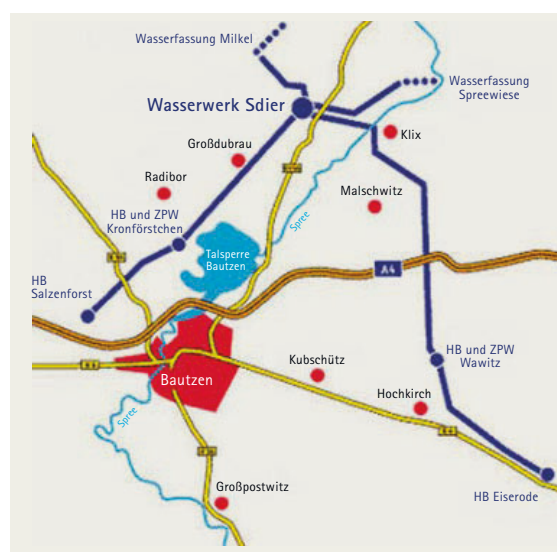 Wasserfassung Milkel
Wasserfassung
Spreewiese
Wasserwerk Sdier
Klix
Großdubrau
Radibor
Malschwitz
HB und ZPW
Kronförstchen
Spree
Talsperre
Bautzen
A4
HB
Salzenforst
HB und ZPW
Wawitz
Kubschütz
Bautzen
Hochkirch
Spree
Großpostwitz
HB Eiserode